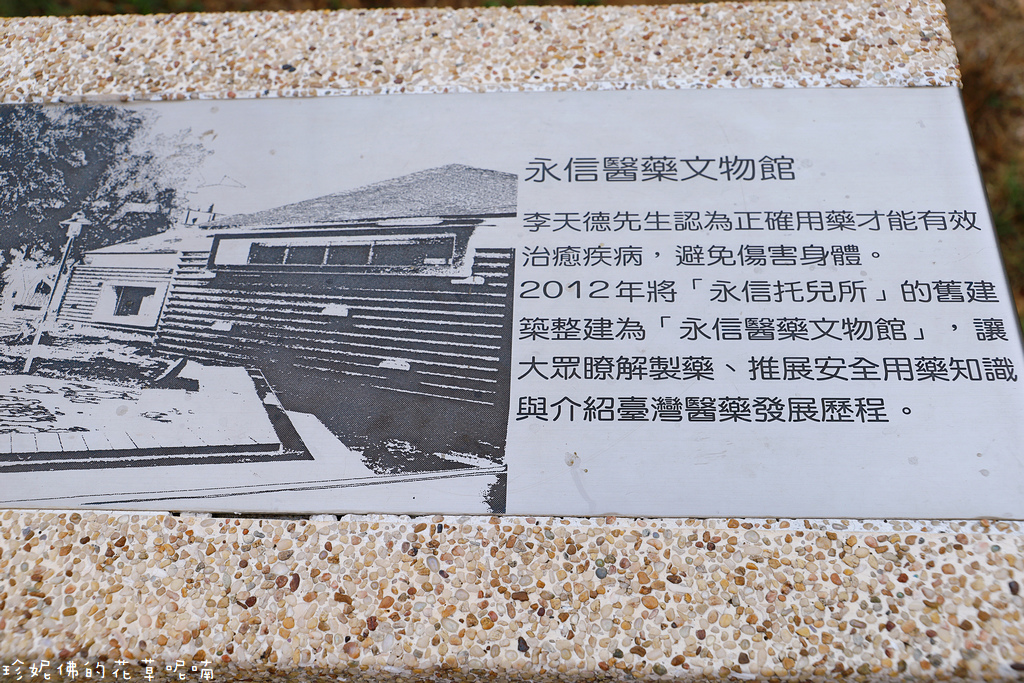 永信醫藥文物館
李天德先生認為正確用藥才能有效
治癒疾病，避免傷害身體。
2012年將「永信托兒所」的舊建
築整建為「永信醫藥文物館」，讓
大眾瞭解製藥、推展安全用藥知識
與介紹臺灣醫藥發展歷程。
珍妮佛的花草呢喃